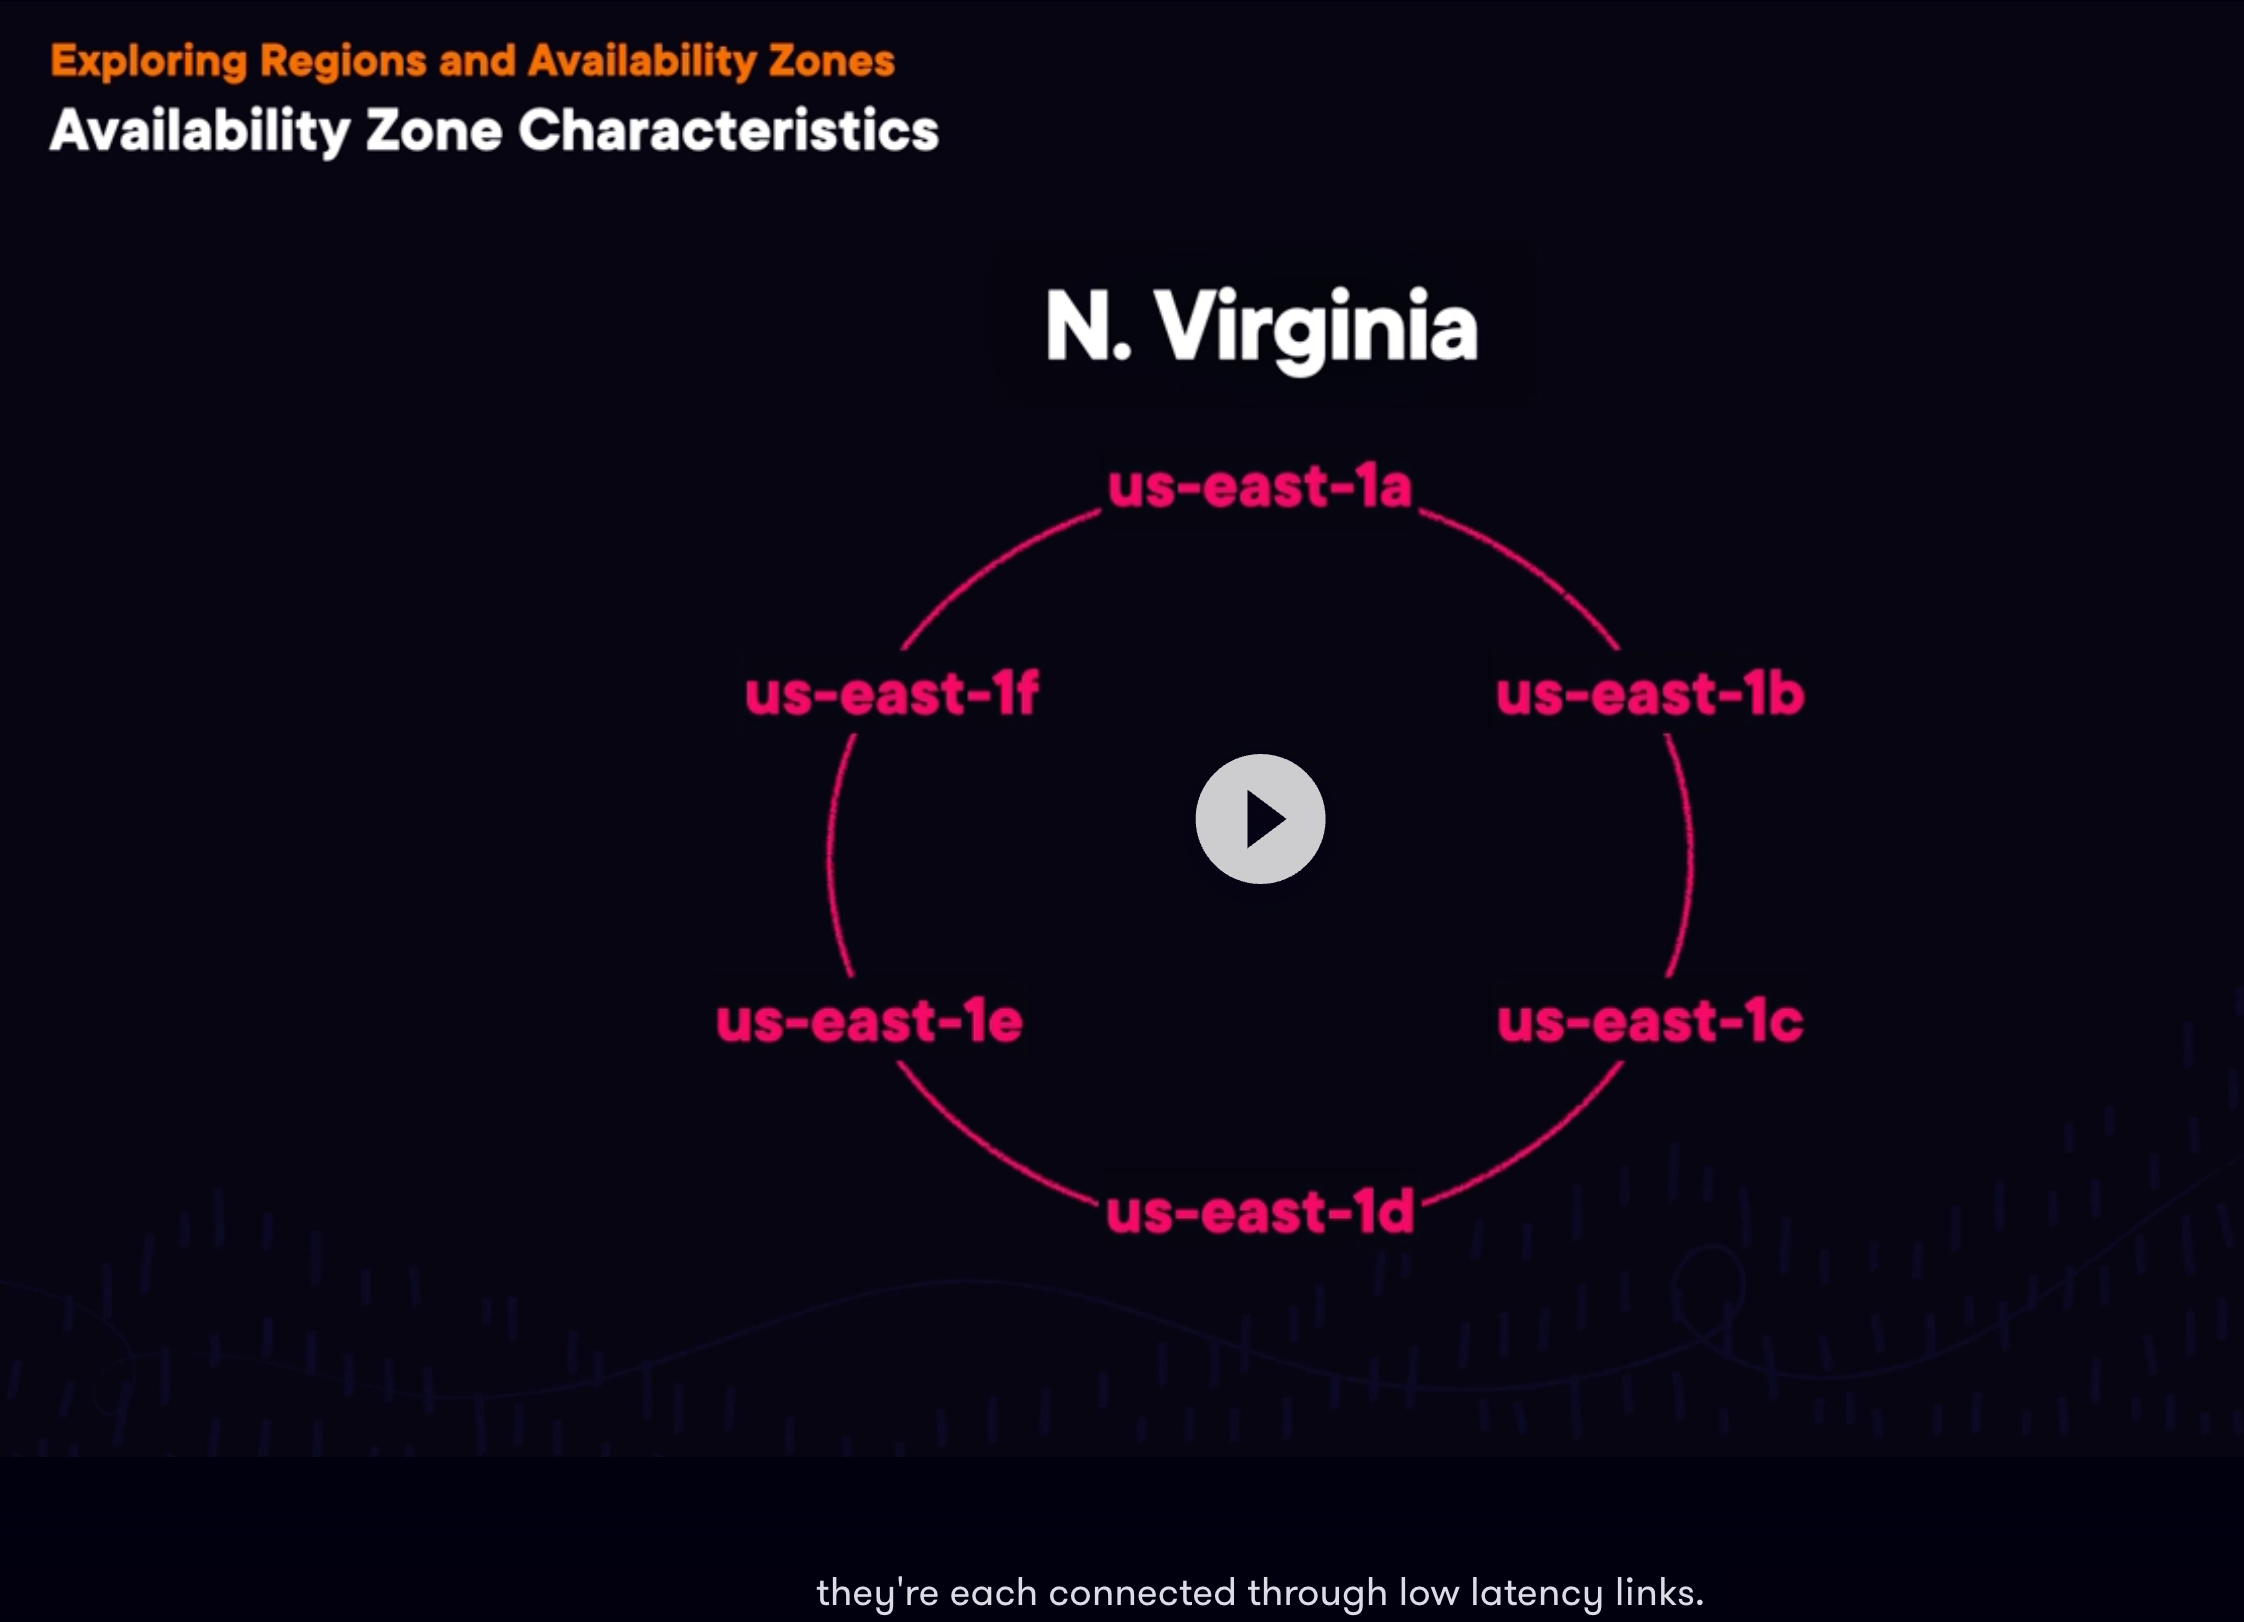 Exploring Regions and Availability Zones
Availability Zone Characteristics
N. Virginia
us-east-1a
us-east-1f
us-east-1b
us-east-1e
us-east-1c
us-east-1d
they're each connected through low latency links.